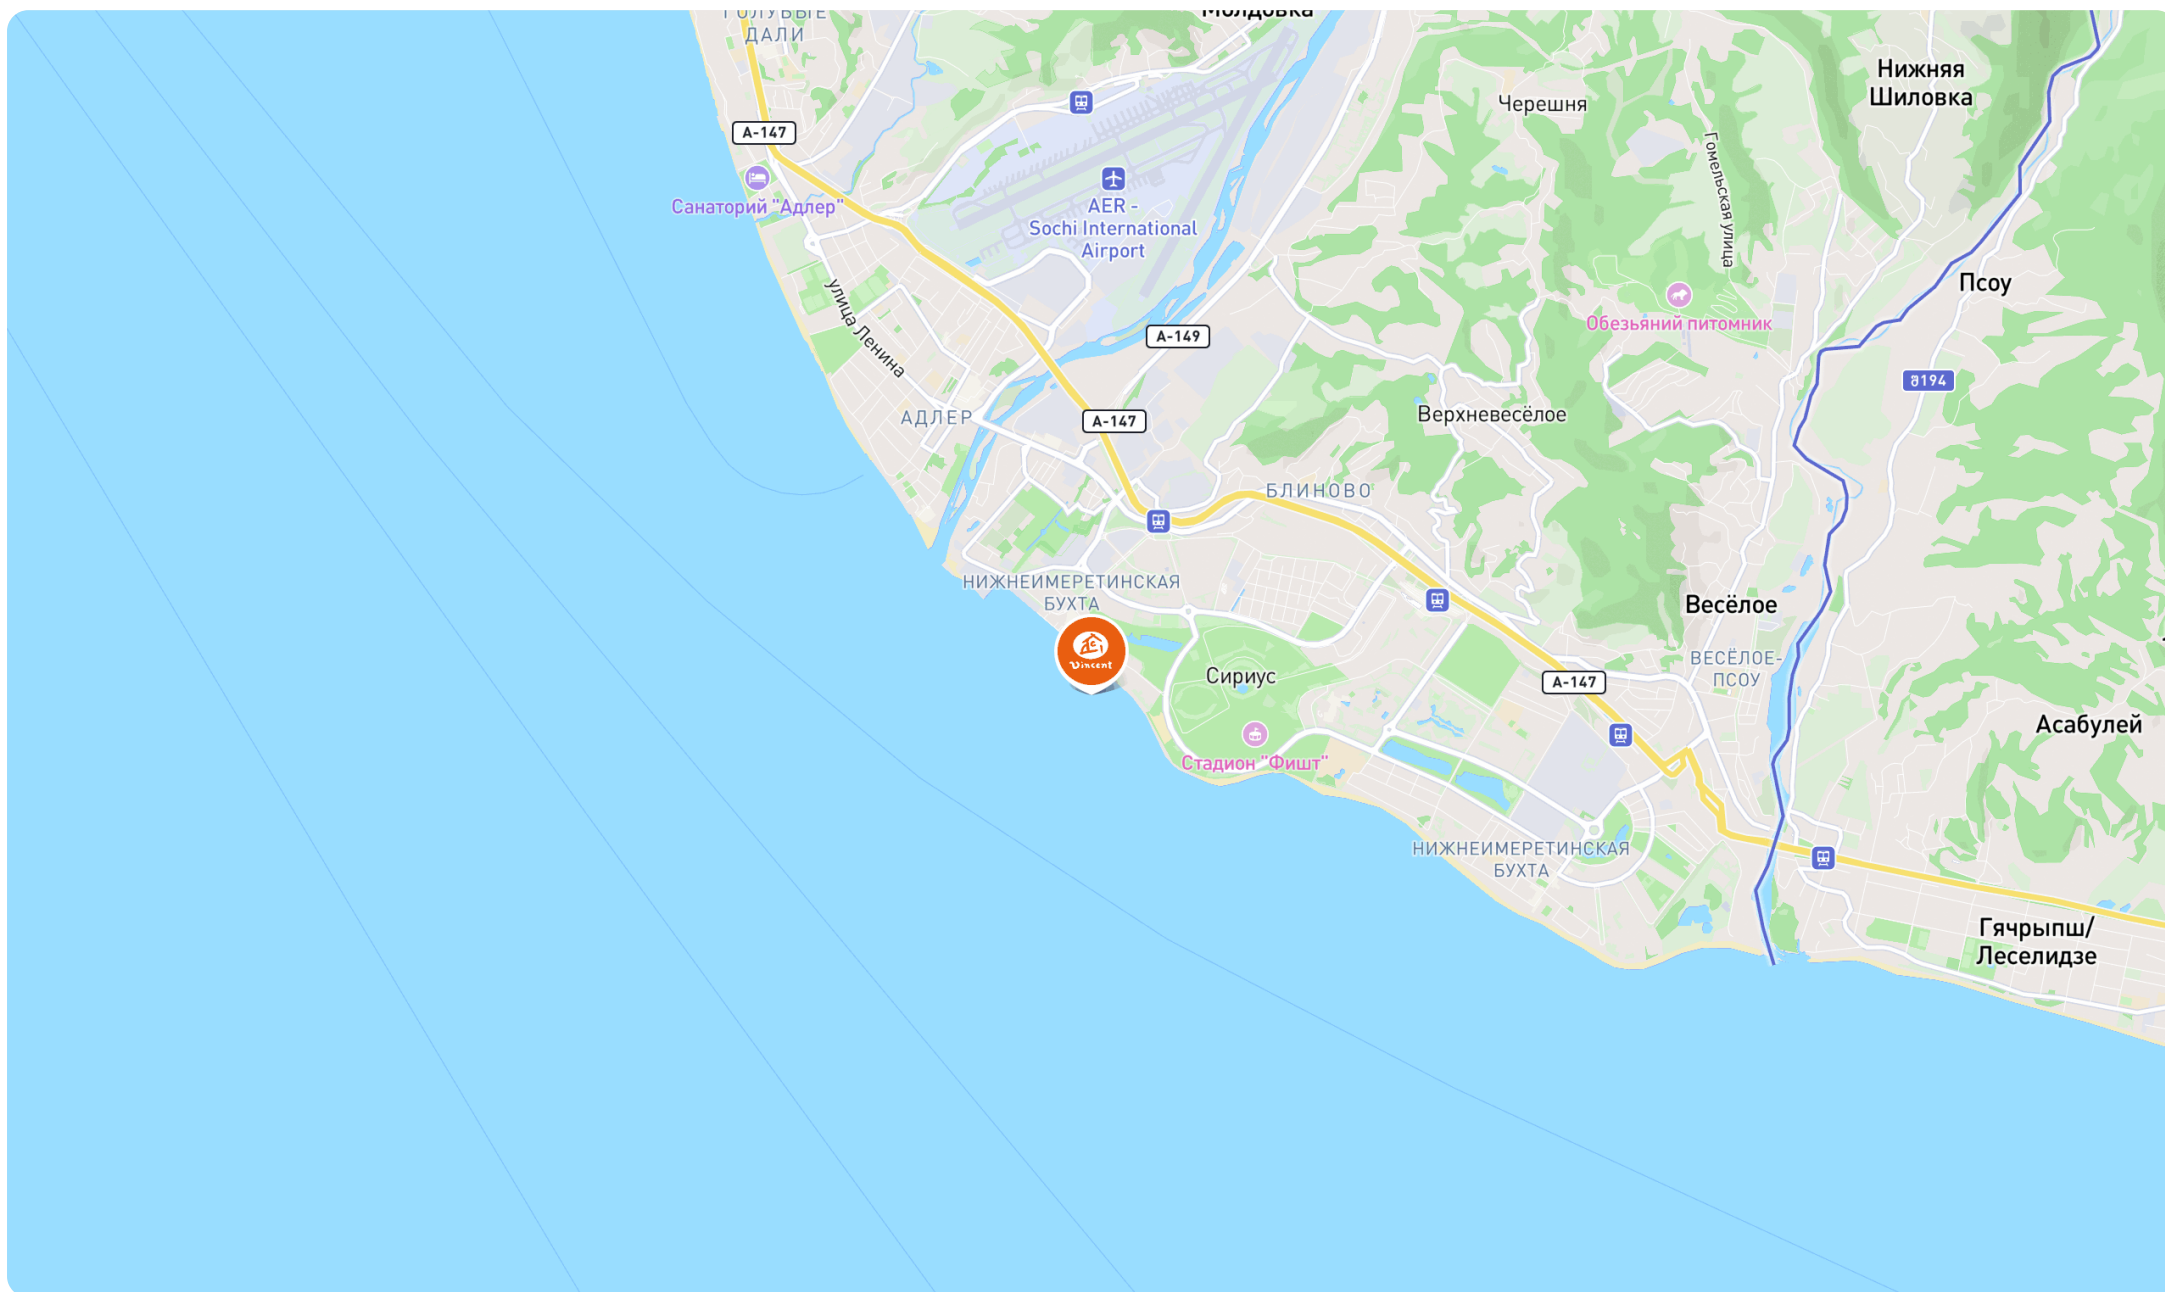 ГОЛУБЫЕ
ДАЛИ
Молдовка
Нижняя
Шиловка
Черешня
А-147
Гомельская улица
Санаторий "Адлер"
AER -
Sochi International
Airport
Псоу
улица Ленина
Обезьяний питомник
А-149
შ194
АДЛЕР
А-147
Верхневесёлое
БЛИНОВО
НИЖНЕИМЕРЕТИНСКАЯ
БУХТА
Весёлое
Vincent
Сириус
ВЕСЁЛОЕ-
ПСОУ
А-147
Асабулей
Стадион "Фишт"
НИЖНЕИМЕРЕТИНСКАЯ
БУХТА
Гячрыпш/
Леселидзе